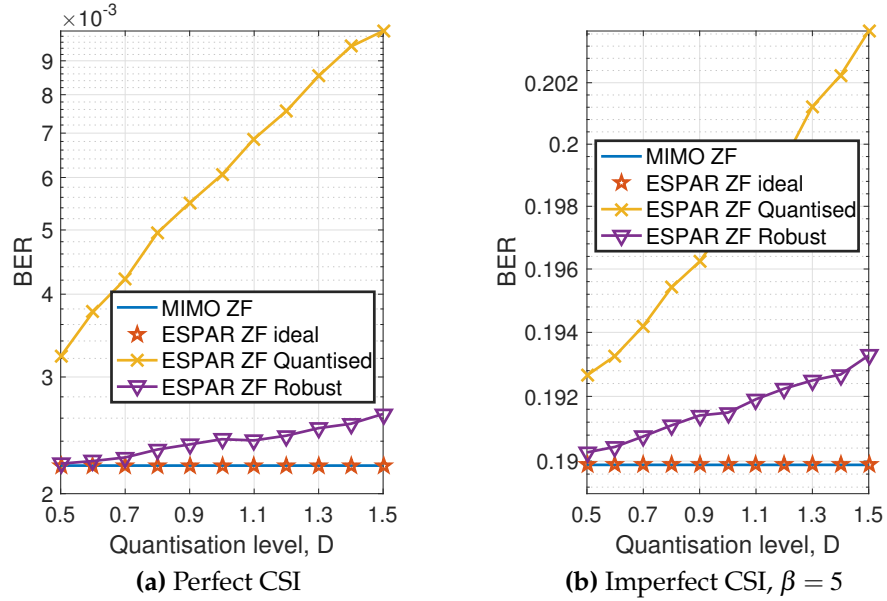 ×10⁻³
9
8
7
6
5
4
3
2
BER
MIMO ZF
ESPAR ZF ideal
ESPAR ZF Quantised
ESPAR ZF Robust
0.5 0.7 0.9 1.1 1.3 1.5
Quantisation level, D
(a) Perfect CSI
0.202
0.2
0.198
0.196
0.194
0.192
0.19
BER
MIMO ZF
ESPAR ZF ideal
ESPAR ZF Quantised
ESPAR ZF Robust
0.5 0.7 0.9 1.1 1.3 1.5
Quantisation level, D
(b) Imperfect CSI, β = 5